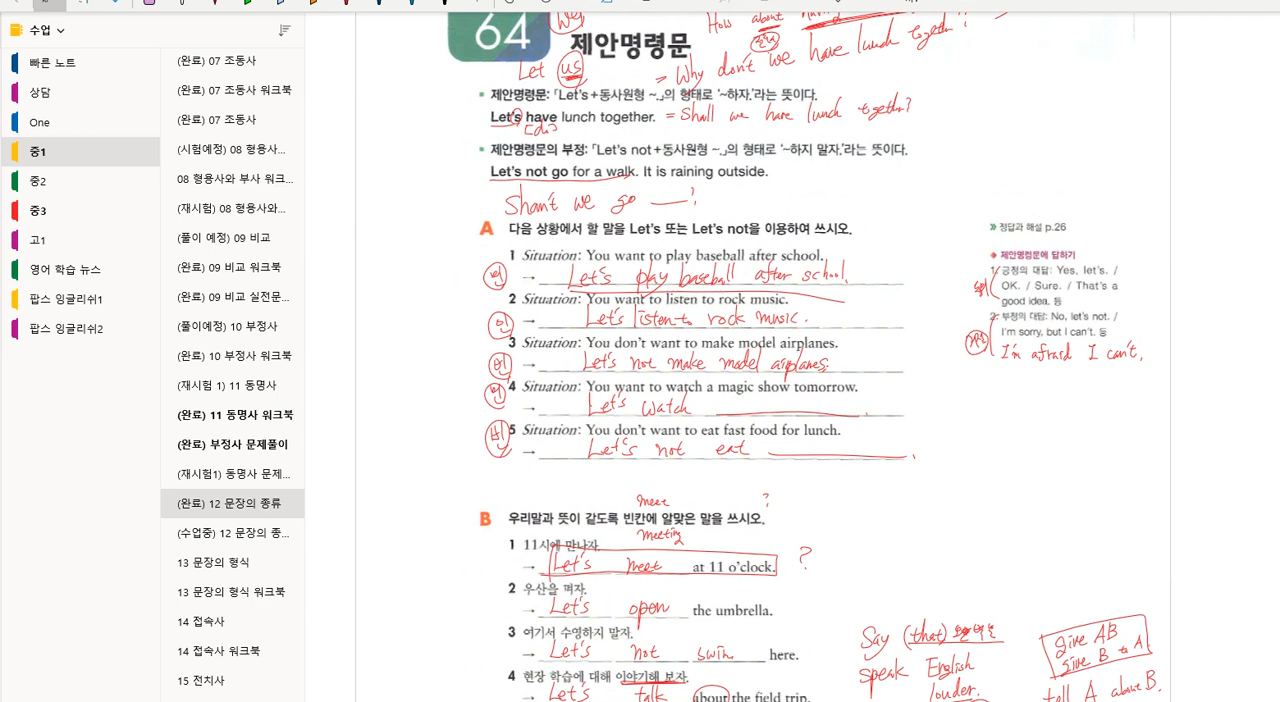 수업
빠른 노트
상담
One
중1
중2
중3
고1
영어 학습 뉴스
팝스 잉글리쉬1
팝스 잉글리쉬2
(완료) 07 조동사
(완료) 07 조동사 워크북
(완료) 07 조동사
(시험예정) 08 형용사...
08 형용사와 부사 워크...
(재시험) 08 형용사와...
(풀이 예정) 09 비교
(완료) 09 비교 워크북
(완료) 09 비교 실전문...
(풀이예정) 10 부정사
(완료) 10 부정사 워크북
(재시험 1) 11 동명사
(완료) 11 동명사 워크북
(완료) 부정사 문제풀이
(재시험1) 동명사 문제...
(완료) 12 문장의 종류
(수업중) 12 문장의 종...
13 문장의 형식
13 문장의 형식 워크북
14 접속사
14 접속사 워크북
15 전치사
64 제안명령문
How about
Let us
= Why don't we have lunch together?
제안명령문: 「Let's+동사원형 ~.」의 형태로 '~하자.'라는 뜻이다.
Let's have lunch together. = Shall we have lunch together?
제안명령문의 부정: 「Let's not+동사원형 ~.」의 형태로 '~하지 말자.'라는 뜻이다.
Let's not go for a walk. It is raining outside.
Shan't we go ?
A 다음 상황에서 할 말을 Let's 또는 Let's not을 이용하여 쓰시오.
1 Situation: You want to play baseball after school.
→ Let's play baseball after school.
2 Situation: You want to listen to rock music.
→ Let's listen to rock music.
3 Situation: You don't want to make model airplanes.
→ Let's not make model airplanes.
4 Situation: You want to watch a magic show tomorrow.
→ Let's watch
5 Situation: You don't want to eat fast food for lunch.
→ Let's not eat
정답과 해설 p.26
제안명령문에 답하기
1. 긍정의 대답: Yes, let's. /
OK. / Sure. / That's a
good idea. 등
2. 부정의 대답: No, let's not. /
I'm sorry, but I can't. 등
I'm afraid I can't.
meet ?
B 우리말과 뜻이 같도록 빈칸에 알맞은 말을 쓰시오.
meeting
1 11시에 만나자.
→ Let's meet at 11 o'clock. ?
2 우산을 펴자.
→ Let's open the umbrella.
3 여기서 수영하지 말자.
→ Let's not swim here.
4 현장 학습에 대해 이야기해 보자.
→ Let's talk about the field trip.
Say (that)
speak English
louder.
give AB
give B to A
tell A about B.